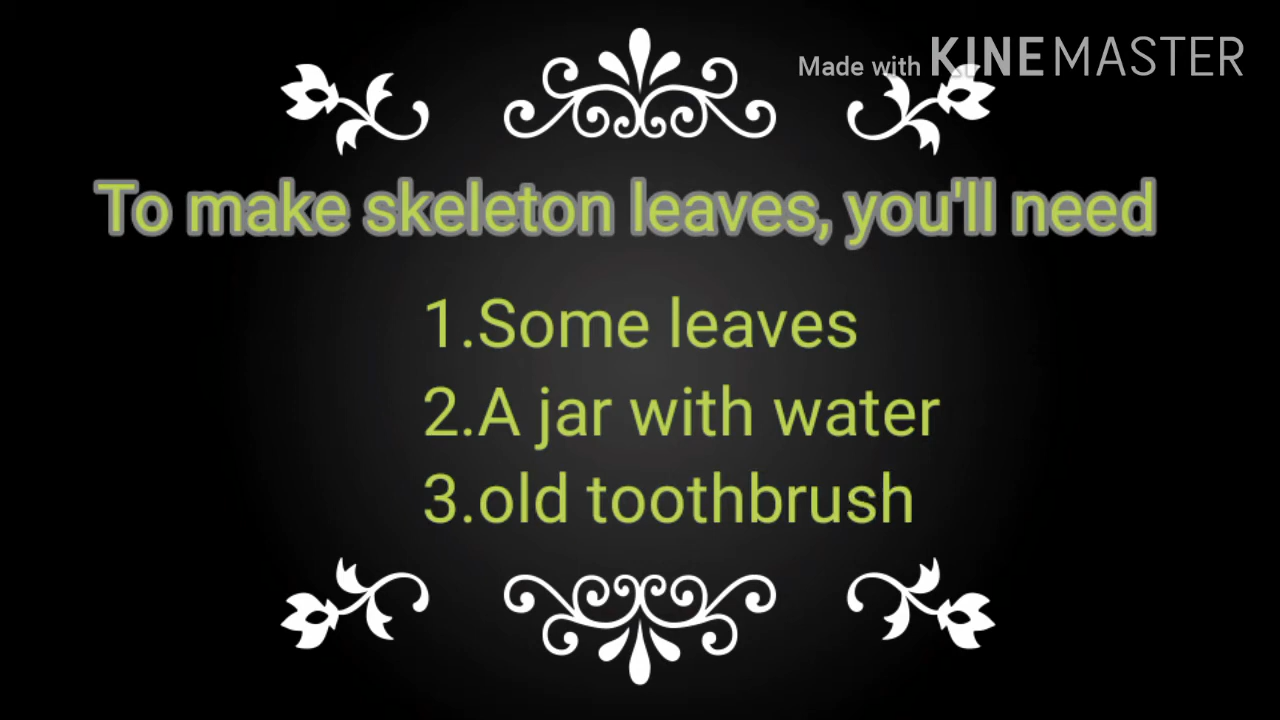 Made with KINEMASTER
To make skeleton leaves, you'll need
1.Some leaves
2.A jar with water
3.old toothbrush